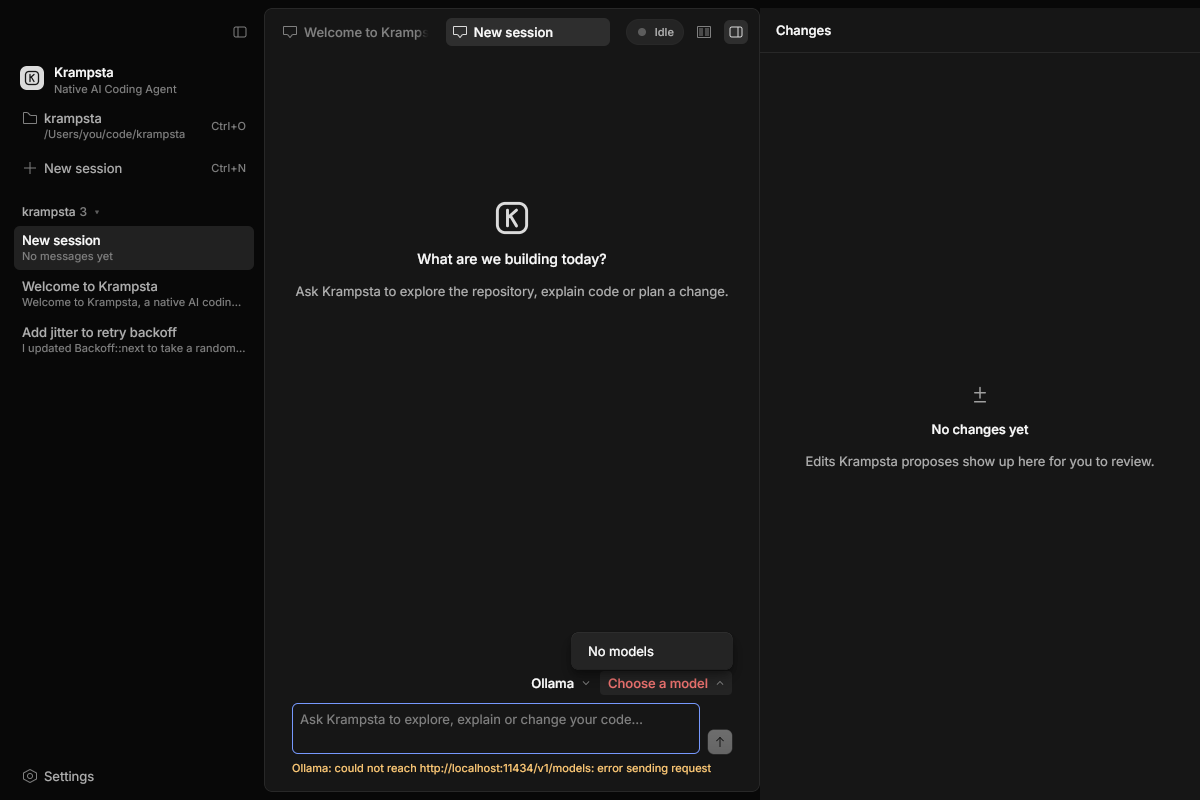 Krampsta
Native AI Coding Agent
krampsta
/Users/you/code/krampsta
Ctrl+O
New session
Ctrl+N
krampsta 3
New session
No messages yet
Welcome to Krampsta
Welcome to Krampsta, a native AI codin...
Add jitter to retry backoff
I updated Backoff::next to take a random...
Settings
Welcome to Kramps
New session
Idle
K
What are we building today?
Ask Krampsta to explore the repository, explain code or plan a change.
No models
Ollama
Choose a model
Ask Krampsta to explore, explain or change your code...
Ollama: could not reach http://localhost:11434/v1/models: error sending request
Changes
No changes yet
Edits Krampsta proposes show up here for you to review.